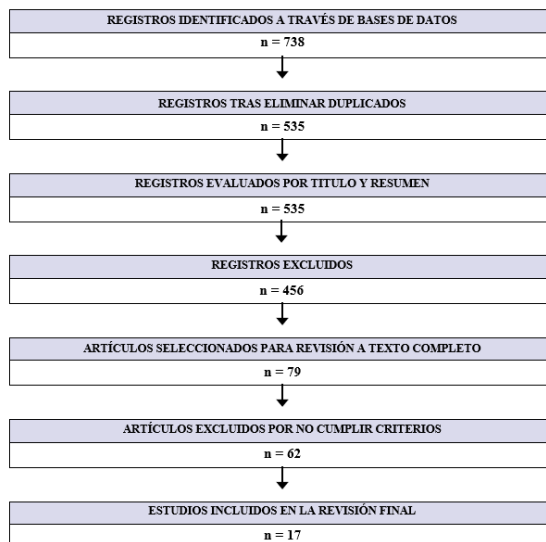 REGISTROS IDENTIFICADOS A TRAVÉS DE BASES DE DATOS
n = 738
REGISTROS TRAS ELIMINAR DUPLICADOS
n = 535
REGISTROS EVALUADOS POR TITULO Y RESUMEN
n = 535
REGISTROS EXCLUIDOS
n = 456
ARTÍCULOS SELECCIONADOS PARA REVISIÓN A TEXTO COMPLETO
n = 79
ARTÍCULOS EXCLUIDOS POR NO CUMPLIR CRITERIOS
n = 62
ESTUDIOS INCLUIDOS EN LA REVISIÓN FINAL
n = 17